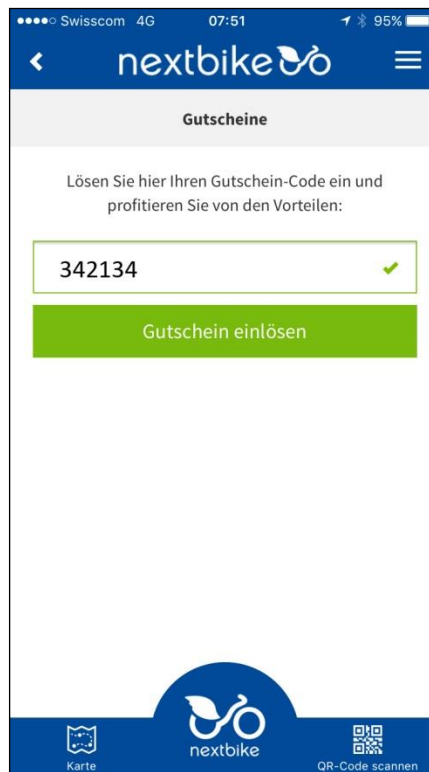 Swisscom 4G 07:51 95%
nextbike
Gutscheine
Lösen Sie hier Ihren Gutschein-Code ein und
profitieren Sie von den Vorteilen:
342134
Gutschein einlösen
nextbike
Karte
QR-Code scannen